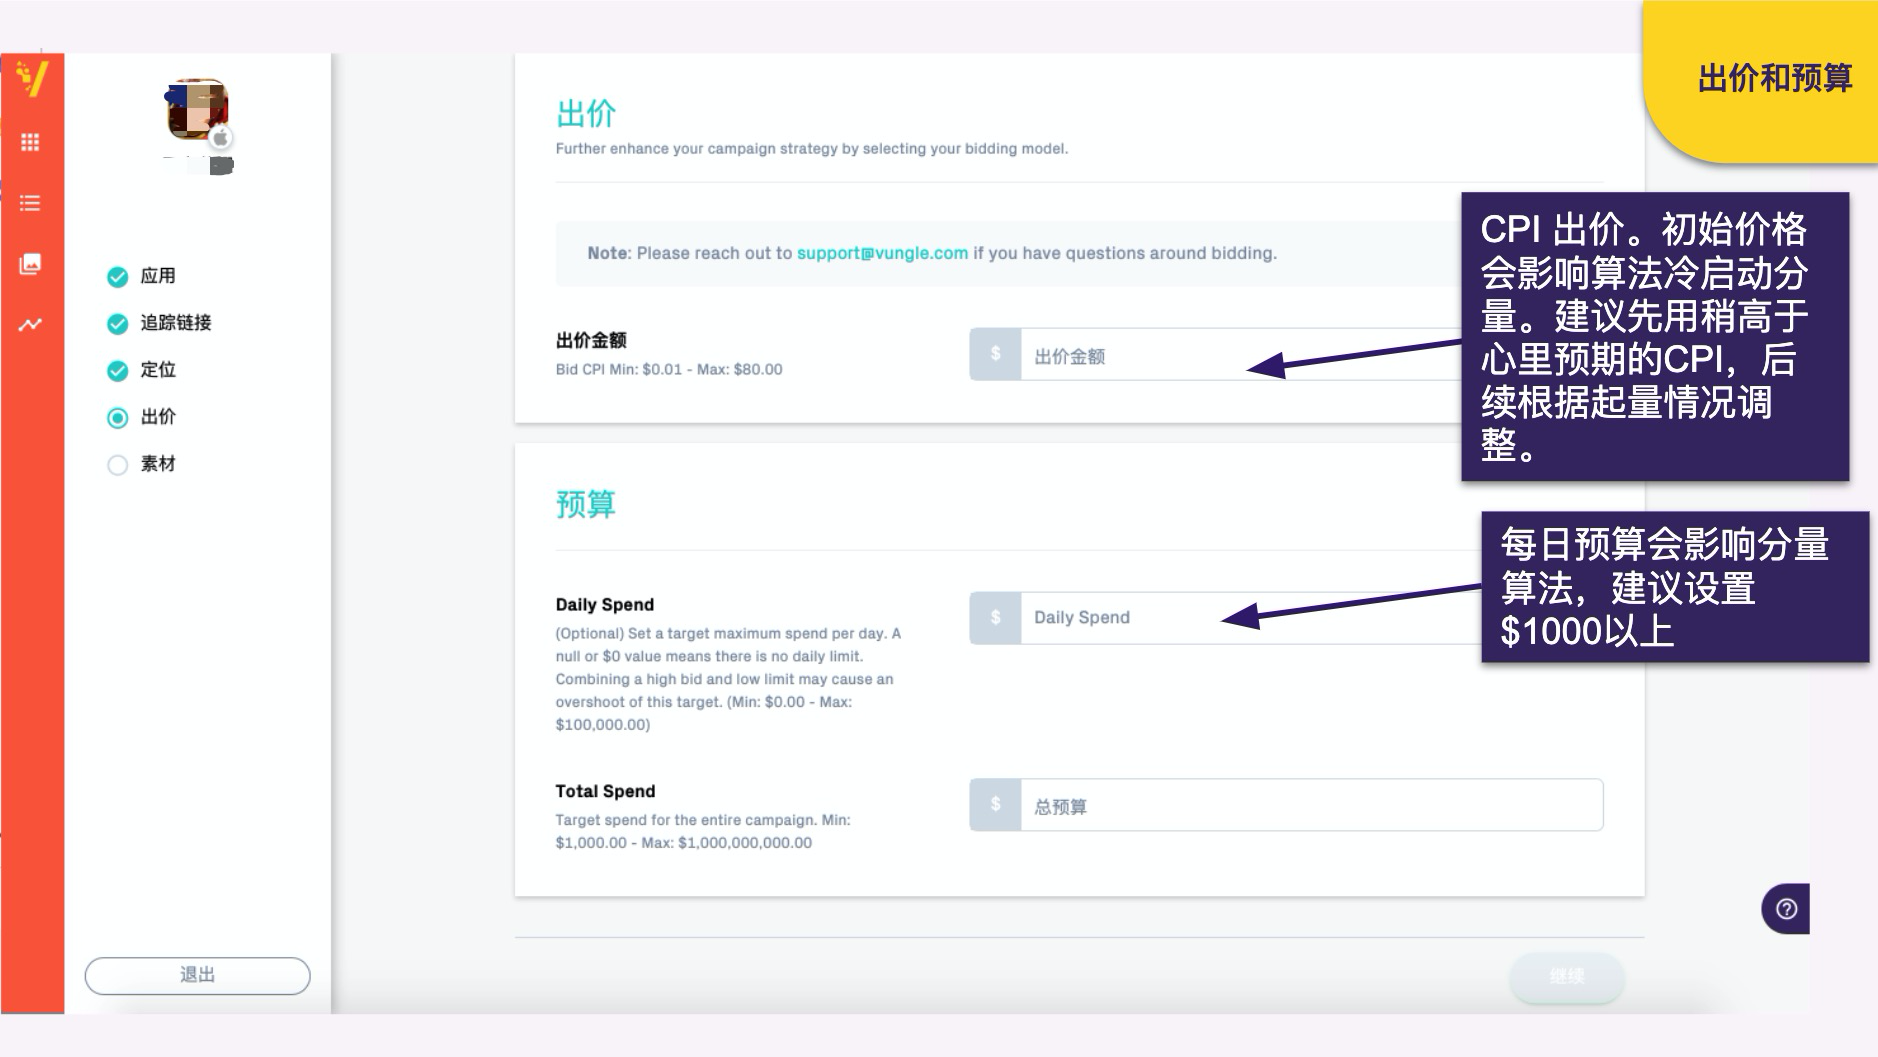 出价和预算
应用
追踪链接
定位
出价
素材
退出
出价
Further enhance your campaign strategy by selecting your bidding model.
Note: Please reach out to support@vungle.com if you have questions around bidding.
出价金额
Bid CPI Min: $0.01 - Max: $80.00
$
出价金额
CPI 出价。初始价格
会影响算法冷启动分
量。建议先用稍高于
心里预期的CPI，后
续根据起量情况调
整。
预算
Daily Spend
(Optional) Set a target maximum spend per day. A
null or $0 value means there is no daily limit.
Combining a high bid and low limit may cause an
overshoot of this target. (Min: $0.00 - Max:
$100,000.00)
$
Daily Spend
每日预算会影响分量
算法，建议设置
$1000以上
Total Spend
Target spend for the entire campaign. Min:
$1,000.00 - Max: $1,000,000,000.00
$
总预算
继续